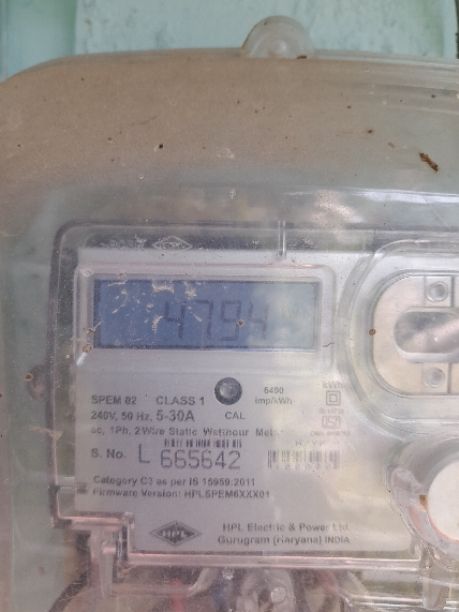 4794
SPEM 02 CLASS 1 6400
240V, 50 Hz, 5-30A CAL imp/kWh
ac, 1Ph, 2Wire Static Watthour Meter
S. No. L 665642
Category C3 as per IS 15959:2011
Firmware Version: HPLSPEM6XXX01
HPL
HPL Electric & Power Ltd.
Gurugram (Haryana) INDIA